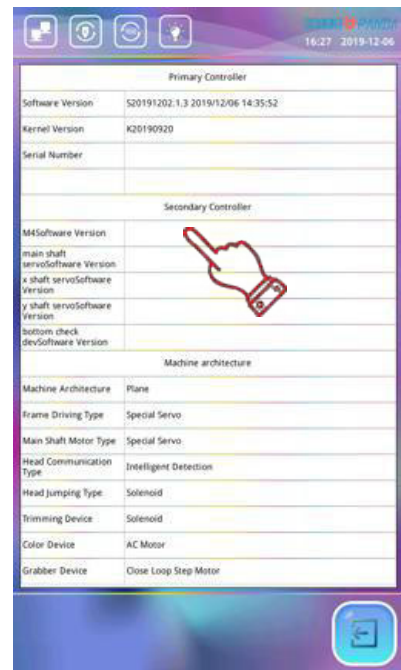 16:27 2019-12-06
Primary Controller
Software Version S20191202.1.3 2019/12/06 14:35:52
Kernel Version K20190920
Serial Number
Secondary Controller
M4Software Version
main shaft
servoSoftware Version
x shaft servoSoftware
Version
y shaft servoSoftware
Version
bottom check
devSoftware Version
Machine architecture
Machine Architecture Plane
Frame Driving Type Special Servo
Main Shaft Motor Type Special Servo
Head Communication
Type Intelligent Detection
Head Jumping Type Solenoid
Trimming Device Solenoid
Color Device AC Motor
Grabber Device Close Loop Step Motor